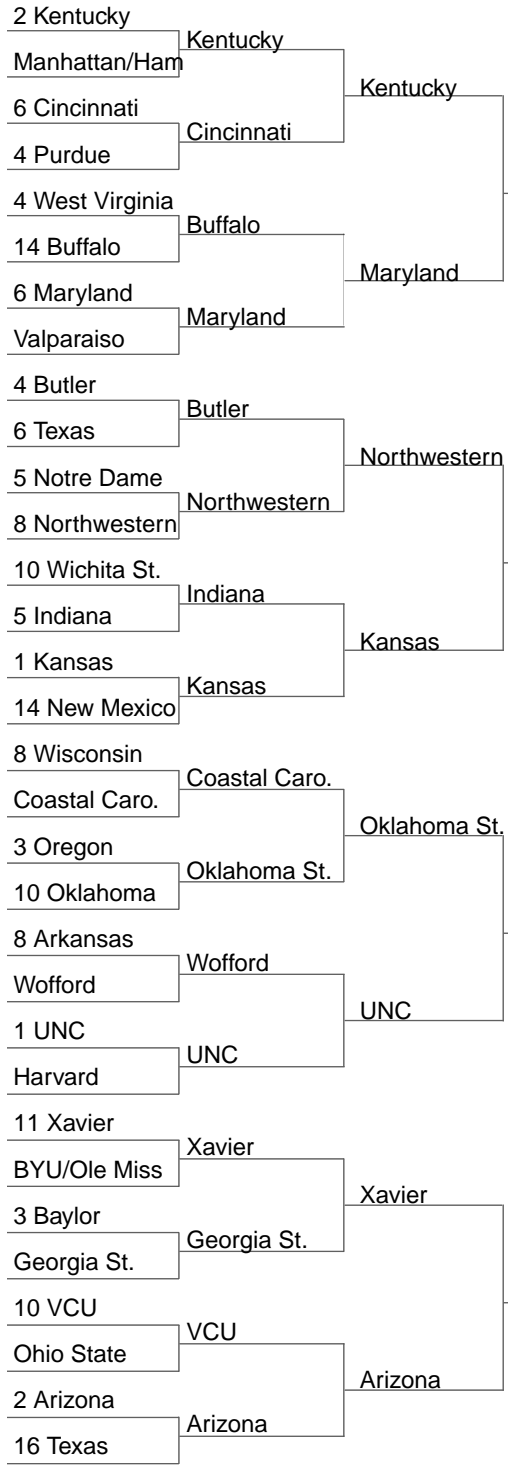 2 Kentucky
Manhattan/Ham
6 Cincinnati
4 Purdue
4 West Virginia
14 Buffalo
6 Maryland
Valparaiso
4 Butler
6 Texas
5 Notre Dame
8 Northwestern
10 Wichita St.
5 Indiana
1 Kansas
14 New Mexico
8 Wisconsin
Coastal Caro.
3 Oregon
10 Oklahoma
8 Arkansas
Wofford
1 UNC
Harvard
11 Xavier
BYU/Ole Miss
3 Baylor
Georgia St.
10 VCU
Ohio State
2 Arizona
16 Texas
Kentucky
Cincinnati
Buffalo
Maryland
Butler
Northwestern
Indiana
Kansas
Coastal Caro.
Oklahoma St.
Wofford
UNC
Xavier
Georgia St.
VCU
Arizona
Kentucky
Maryland
Northwestern
Kansas
Oklahoma St.
UNC
Xavier
Arizona